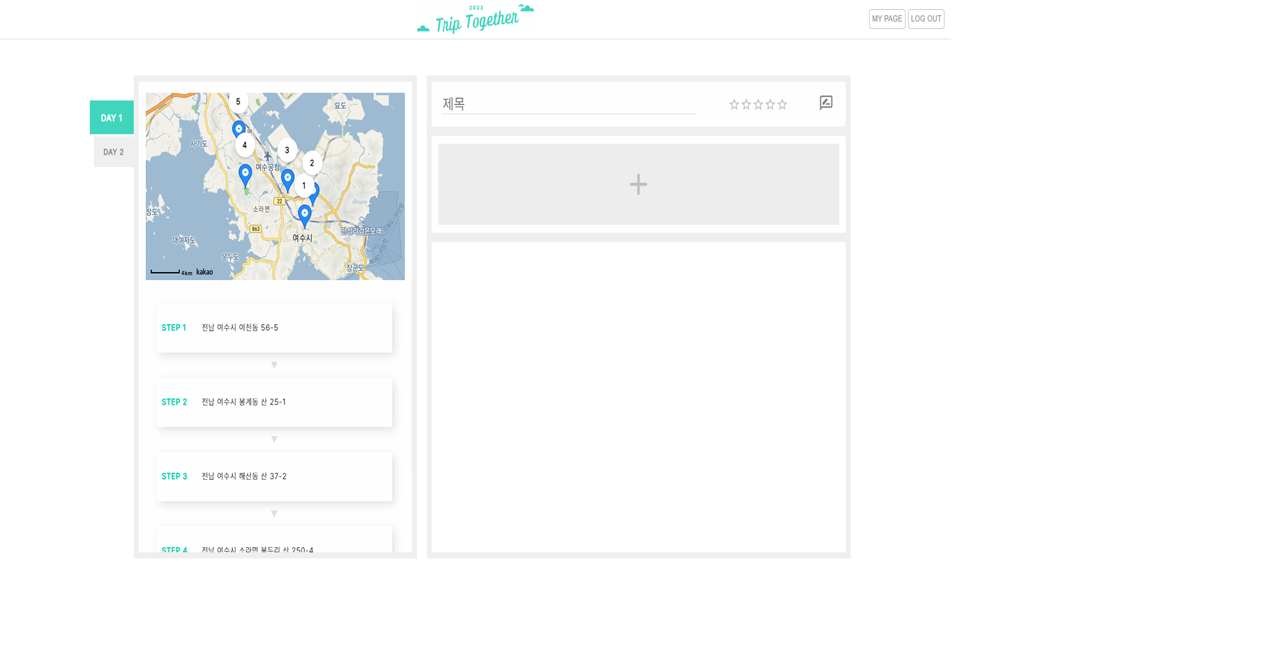 2022
Trip Together
MY PAGE
LOG OUT
DAY 1
DAY 2
5
4
3
2
1
묘도
여수공항
22
소라면
863
여수시
4km
kakao
STEP 1
전남 여수시 여천동 56-5
STEP 2
전남 여수시 봉계동 산 25-1
STEP 3
전남 여수시 해산동 산 37-2
STEP 4
전남 여수시 소라면 봉두리 산 250-4
제목